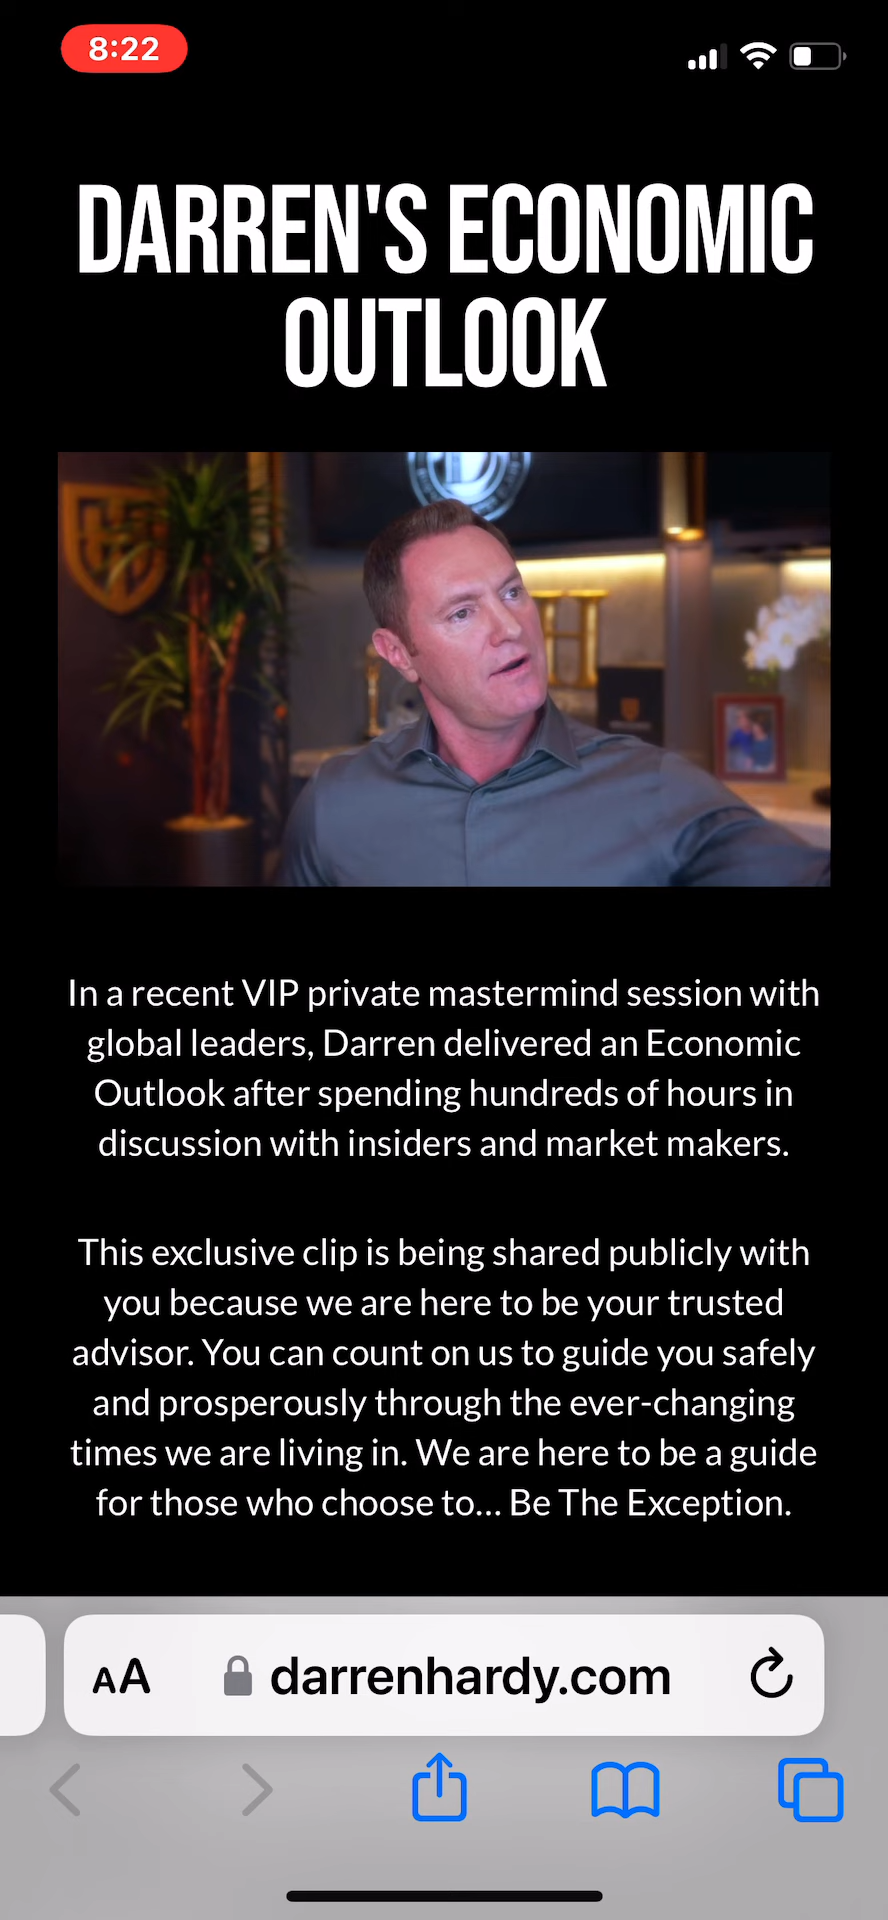 8:22
DARREN'S ECONOMIC
OUTLOOK
H
In a recent VIP private mastermind session with
global leaders, Darren delivered an Economic
Outlook after spending hundreds of hours in
discussion with insiders and market makers.
This exclusive clip is being shared publicly with
you because we are here to be your trusted
advisor. You can count on us to guide you safely
and prosperously through the ever-changing
times we are living in. We are here to be a guide
for those who choose to... Be The Exception.
AA darrenhardy.com